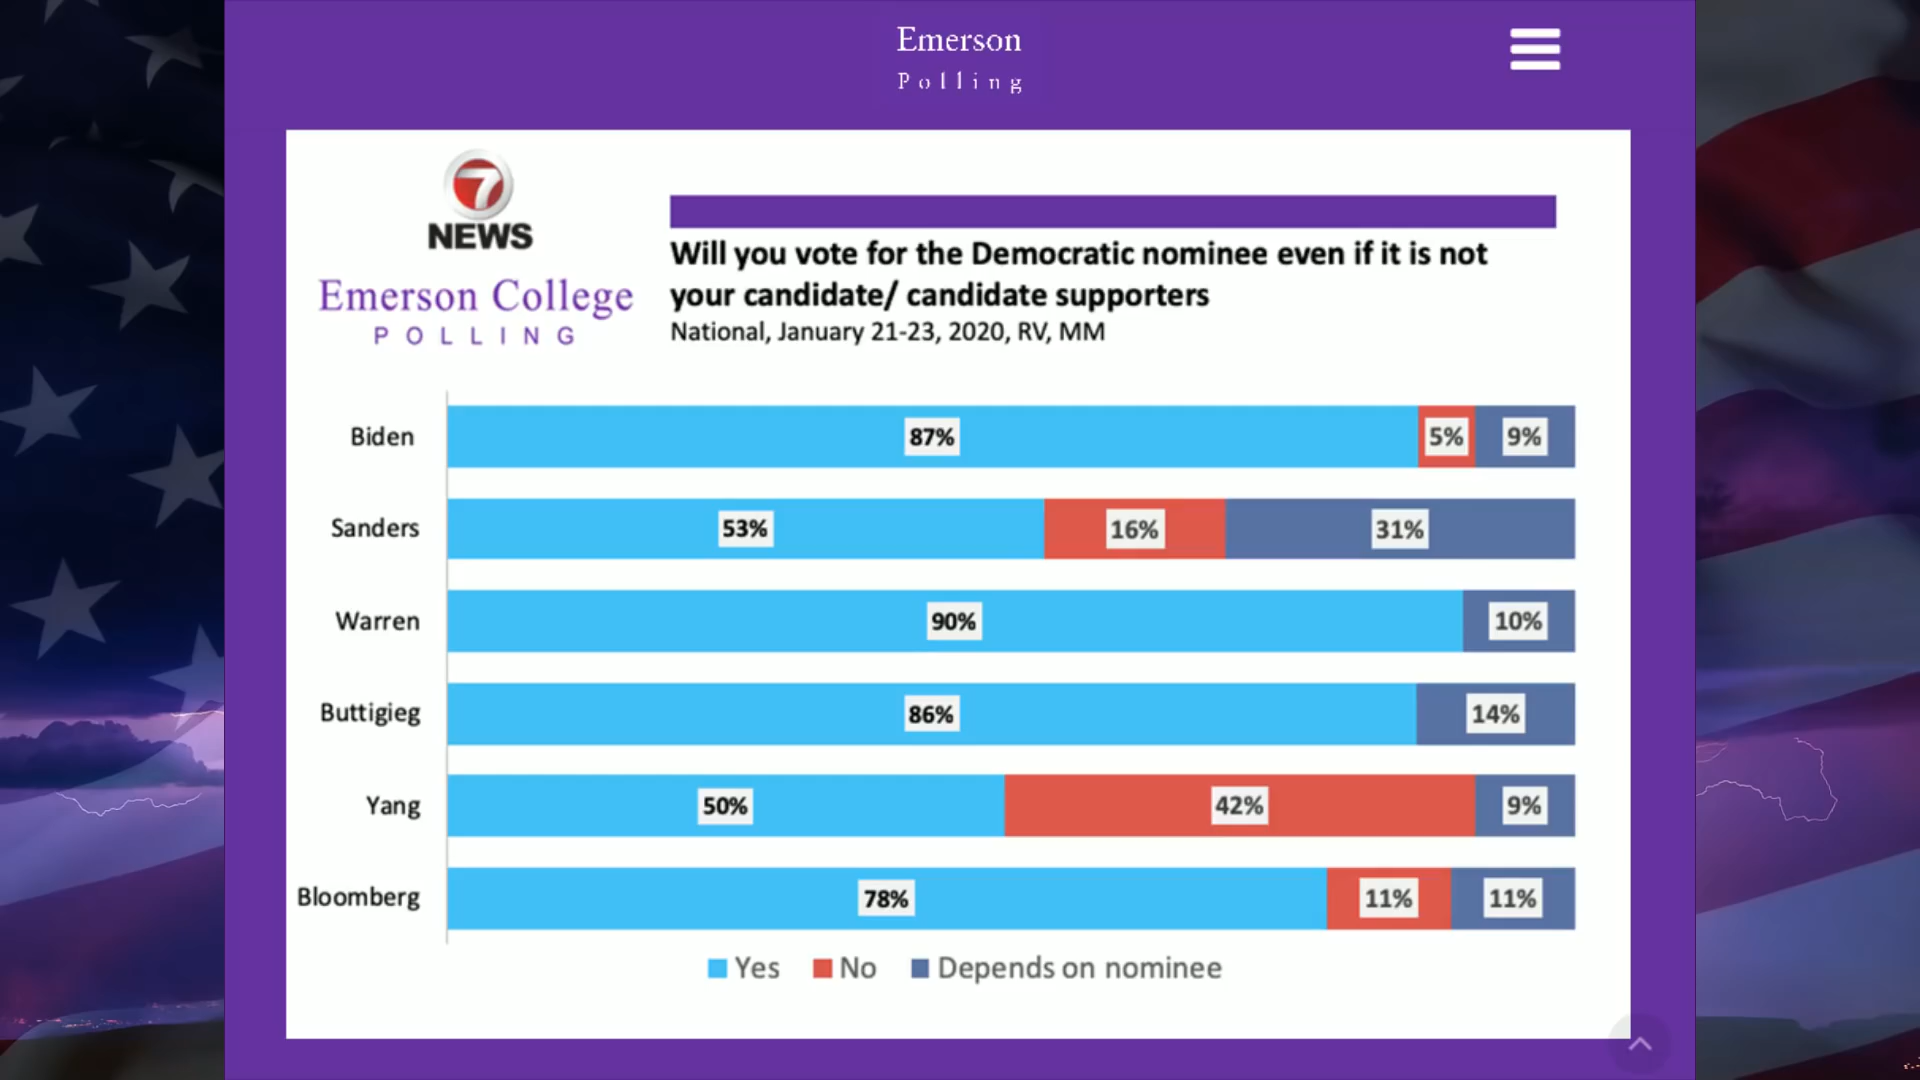 Emerson
Polling
7
NEWS
Emerson College
POLLING
Will you vote for the Democratic nominee even if it is not
your candidate/ candidate supporters
National, January 21-23, 2020, RV, MM
Biden 87% 5% 9%
Sanders 53% 16% 31%
Warren 90% 10%
Buttigieg 86% 14%
Yang 50% 42% 9%
Bloomberg 78% 11% 11%
Yes No Depends on nominee